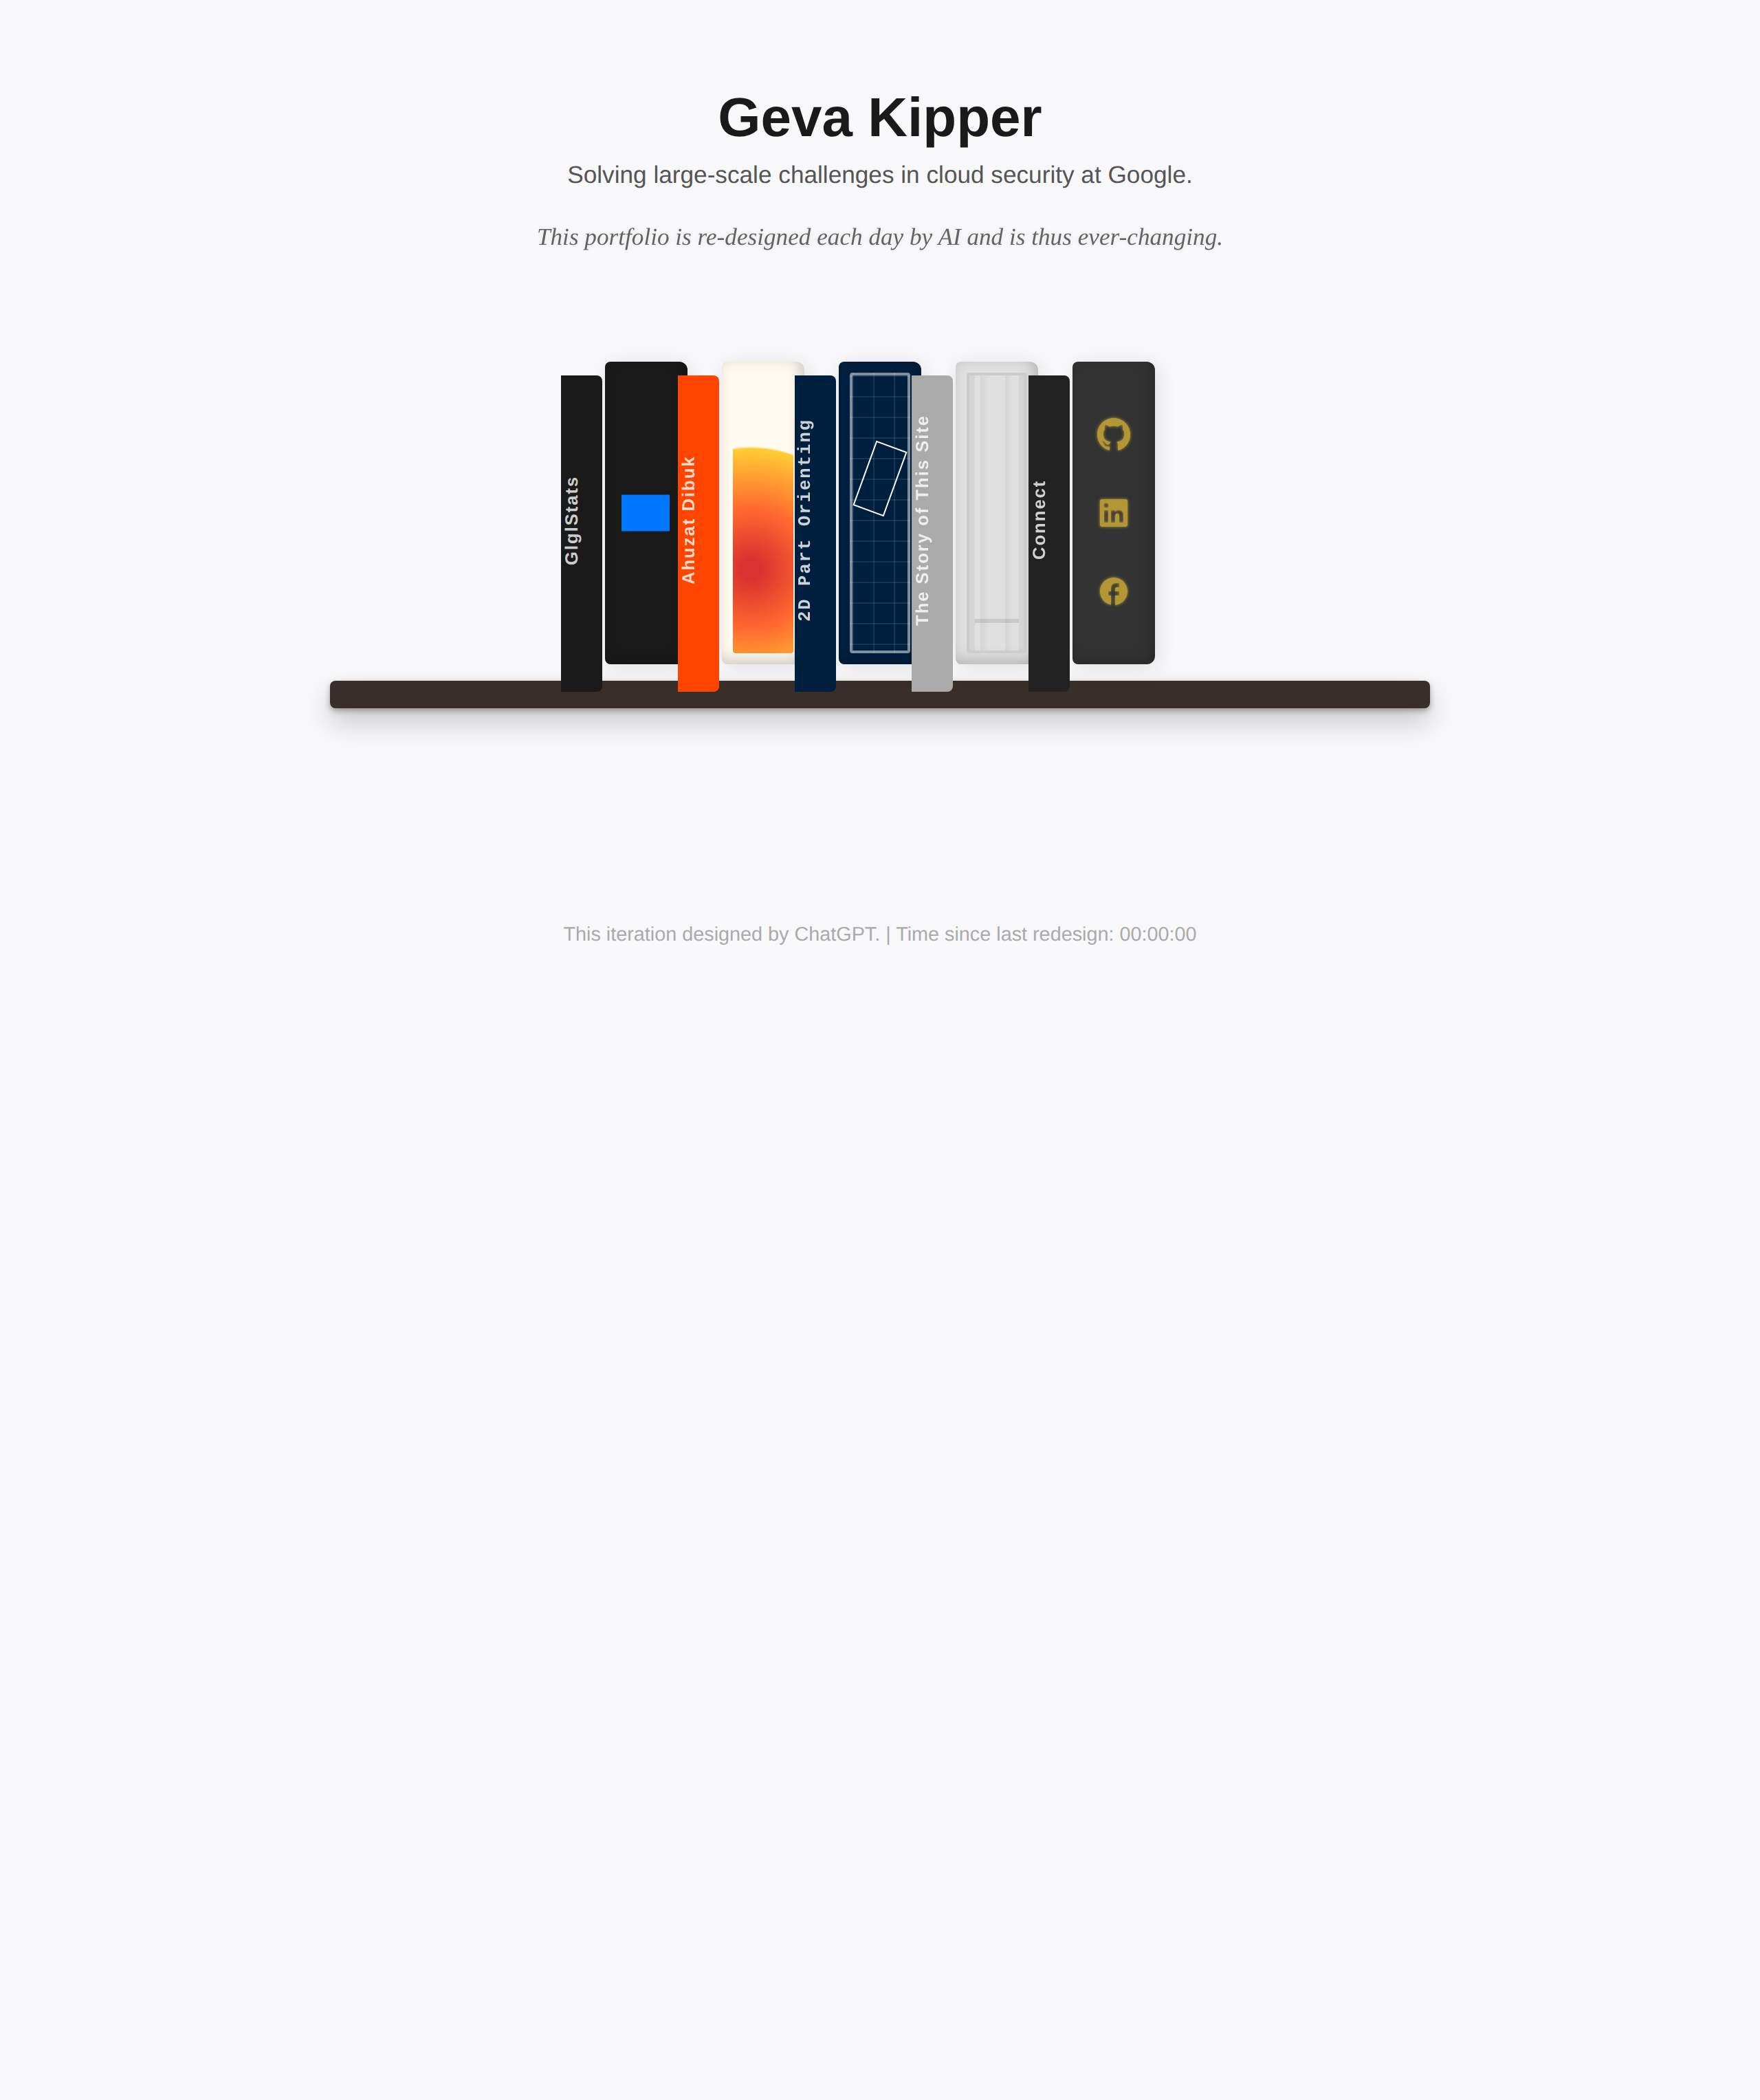 Geva Kipper
Solving large-scale challenges in cloud security at Google.
This portfolio is re-designed each day by AI and is thus ever-changing.
GlglStats
Ahuzat Dibuk
2D Part Orienting
The Story of This Site
Connect
in
This iteration designed by ChatGPT. | Time since last redesign: 00:00:00